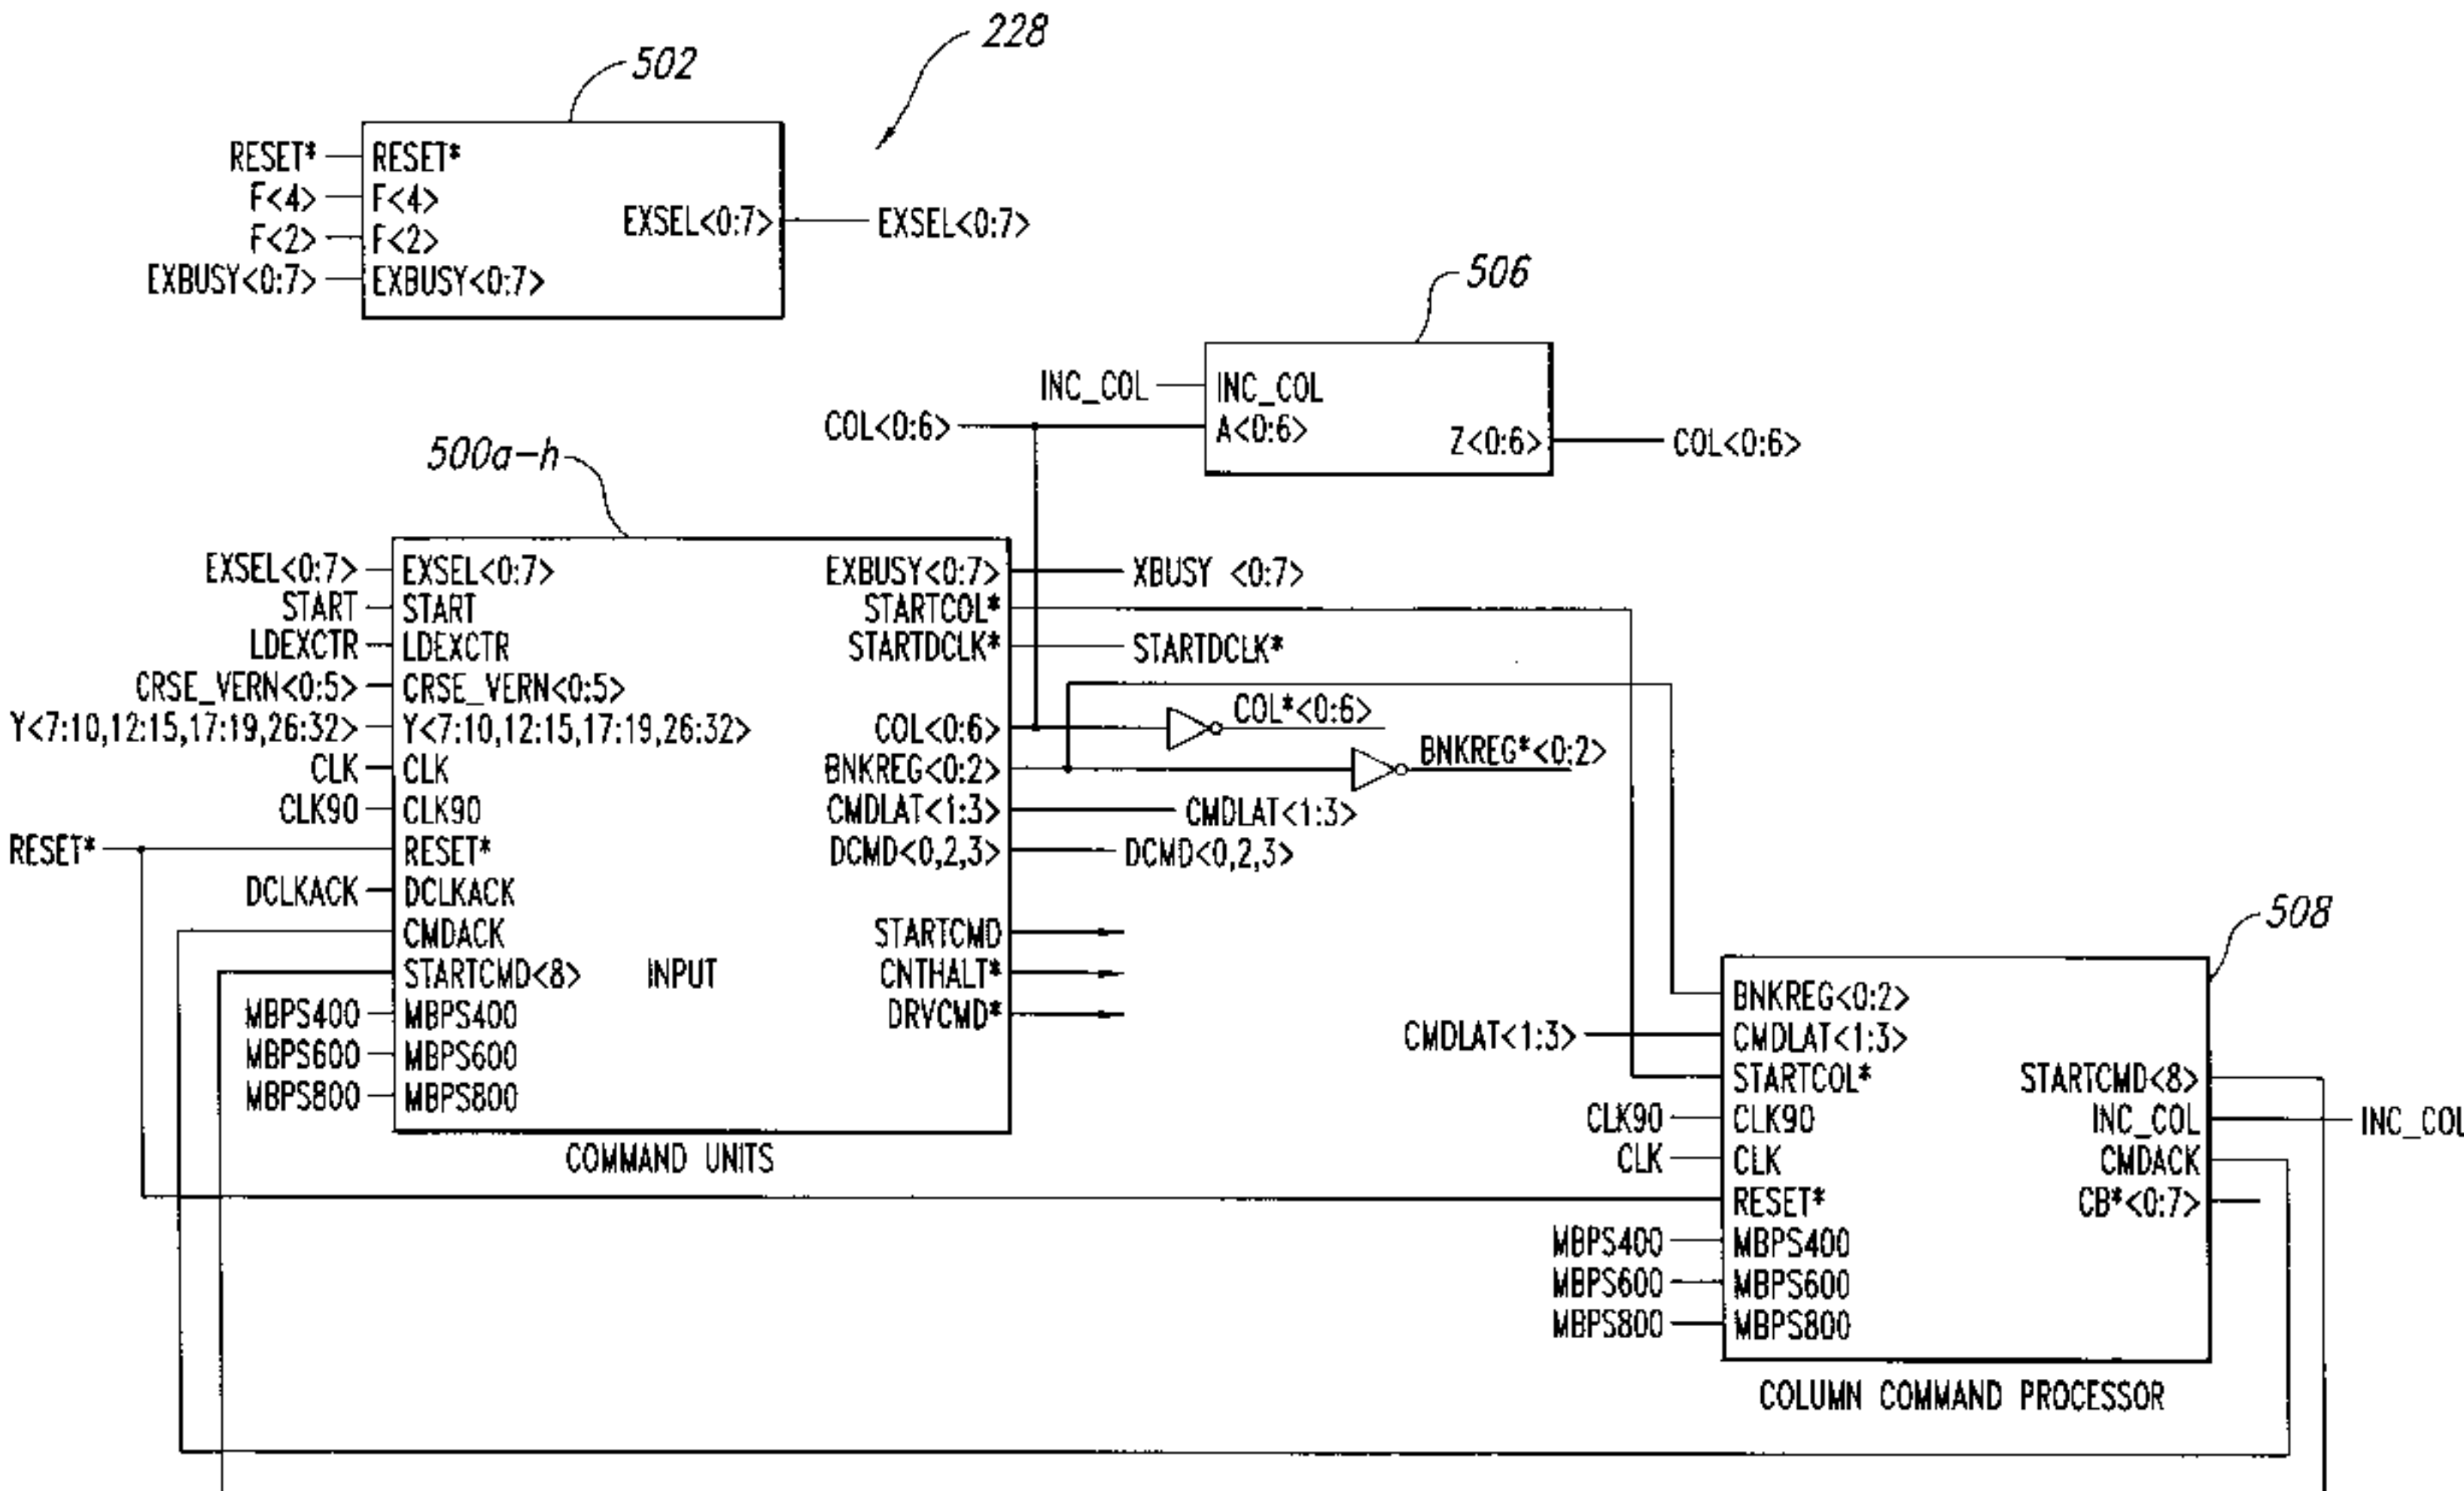 228
502
RESET* RESET*
F<4> F<4>
F<2> F<2>
EXSEL<0:7> EXSEL<0:7>
EXBUSY<0:7> EXBUSY<0:7>
506
INC_COL INC_COL
COL<0:6> A<0:6>
Z<0:6> COL<0:6>
500a-h
EXSEL<0:7> EXSEL<0:7>
START START
LDEXCTR LDEXCTR
CRSE_VERN<0:5> CRSE_VERN<0:5>
Y<7:10,12:15,17:19,26:32> Y<7:10,12:15,17:19,26:32>
CLK CLK
CLK90 CLK90
RESET* RESET*
DCLKACK DCLKACK
CMDACK
STARTCMD<8> INPUT
MBPS400 MBPS400
MBPS600 MBPS600
MBPS800 MBPS800
EXBUSY<0:7> XBUSY <0:7>
STARTCOL*
STARTDCLK* STARTDCLK*
COL<0:6> COL*<0:6>
BNKREG<0:2> BNKREG*<0:2>
CMDLAT<1:3> CMDLAT<1:3>
DCMD<0,2,3> DCMD<0,2,3>
STARTCMD
CNTHALT*
DRVCMD*
COMMAND UNITS
508
BNKREG<0:2>
CMDLAT<1:3> CMDLAT<1:3>
STARTCOL*
CLK90 CLK90
CLK CLK
RESET*
MBPS400 MBPS400
MBPS600 MBPS600
MBPS800 MBPS800
STARTCMD<8>
INC_COL INC_COL
CMDACK
CB*<0:7>
COLUMN COMMAND PROCESSOR